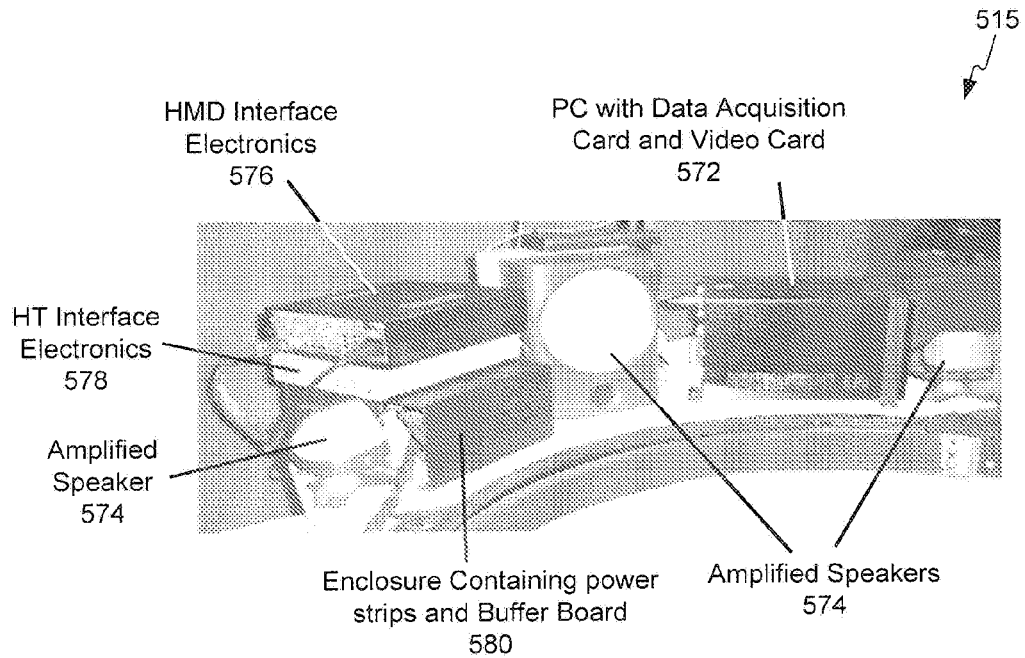 515
HMD Interface
Electronics
576
PC with Data Acquisition
Card and Video Card
572
HT Interface
Electronics
578
Amplified
Speaker
574
Enclosure Containing power
strips and Buffer Board
580
Amplified Speakers
574